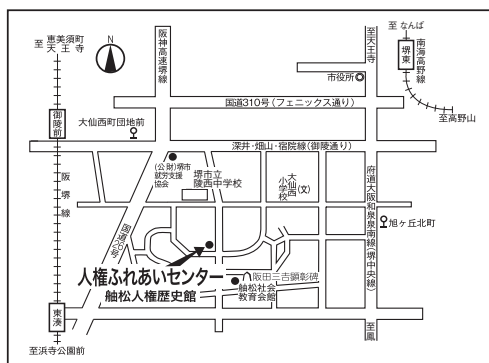 至 恵美須町
天王寺
N
阪神高速堺線
至天王寺
至 なんば
堺東
南海高野線
市役所
至高野山
国道310号(フェニックス通り)
御陵前
大仙西町団地前
深井・畑山・宿院線(御陵通り)
(公財)堺市
就労支援
協会
堺市立
陵西中学校
大仙西
小学校
(文)
阪堺線
国道26号
府道大阪和泉泉南線(堺中央線)
旭ヶ丘北町
人権ふれあいセンター
舳松人権歴史館
阪田三吉顕彰碑
舳松社会
教育会館
東湊
至浜寺公園前
至鳳